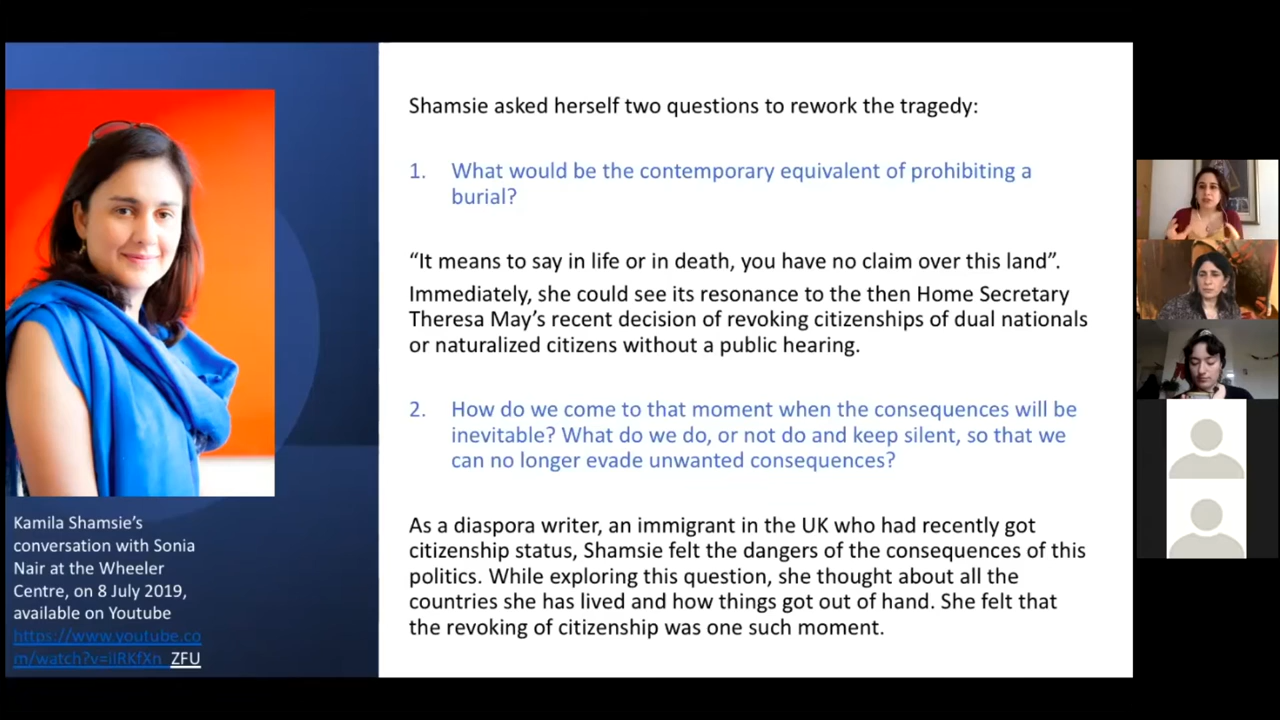 Shamsie asked herself two questions to rework the tragedy:
1. What would be the contemporary equivalent of prohibiting a
burial?
“It means to say in life or in death, you have no claim over this land”.
Immediately, she could see its resonance to the then Home Secretary
Theresa May’s recent decision of revoking citizenships of dual nationals
or naturalized citizens without a public hearing.
2. How do we come to that moment when the consequences will be
inevitable? What do we do, or not do and keep silent, so that we
can no longer evade unwanted consequences?
As a diaspora writer, an immigrant in the UK who had recently got
citizenship status, Shamsie felt the dangers of the consequences of this
politics. While exploring this question, she thought about all the
countries she has lived and how things got out of hand. She felt that
the revoking of citizenship was one such moment.
Kamila Shamsie’s
conversation with Sonia
Nair at the Wheeler
Centre, on 8 July 2019,
available on Youtube
https://www.youtube.co
ZFU